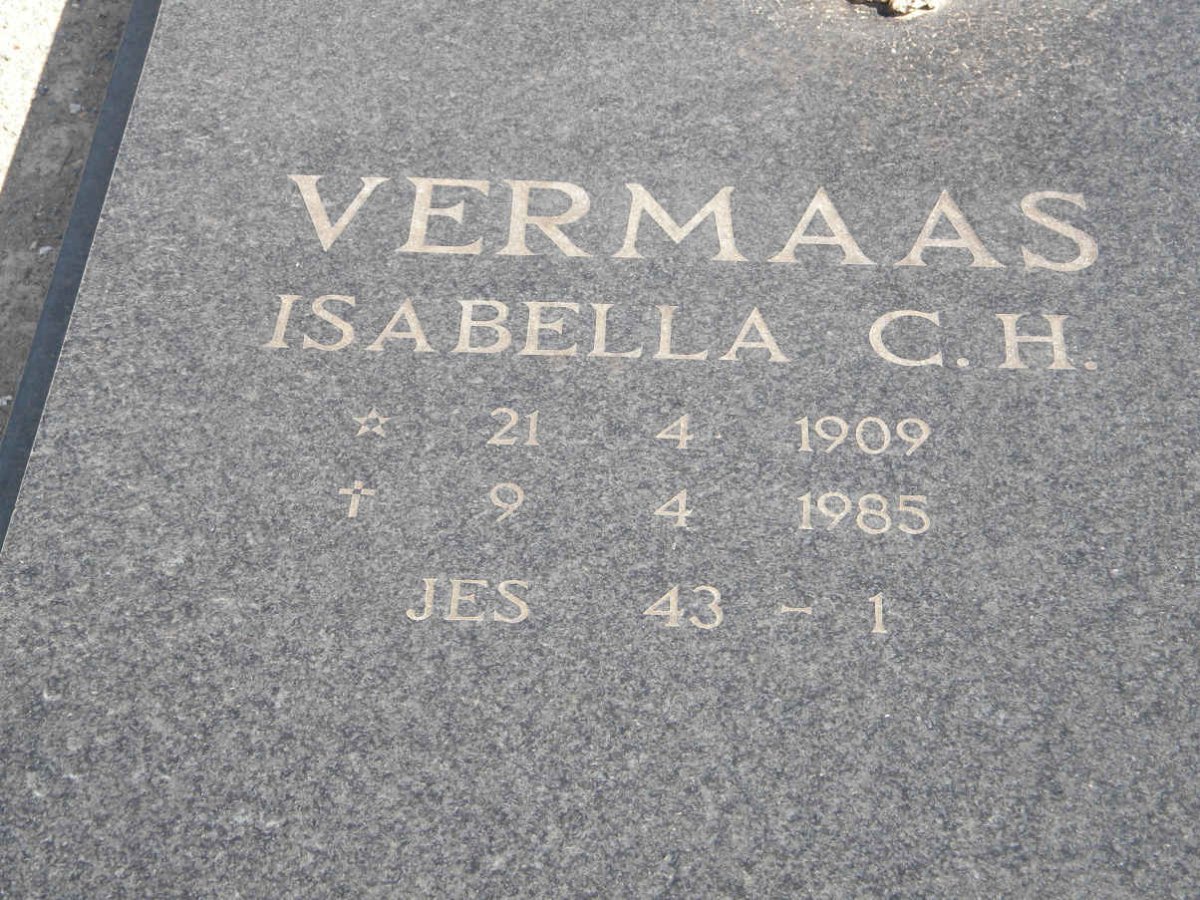 VERMAAS
ISABELLA C.H.
☆ 21 4 1909
✝ 9 4 1985
JES 43 - 1